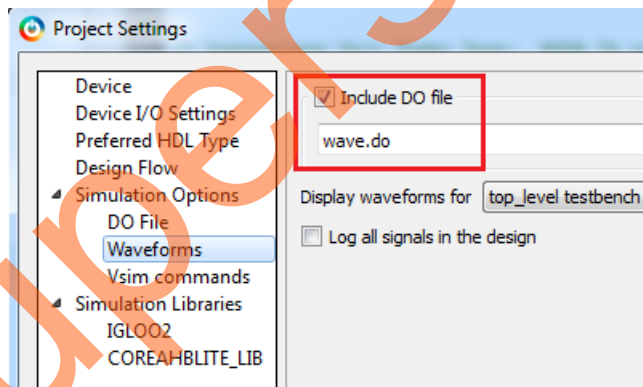 Project Settings
Device
Device I/O Settings
Preferred HDL Type
Design Flow
Simulation Options
DO File
Waveforms
Vsim commands
Simulation Libraries
IGLOO2
COREAHBLITE_LIB
Include DO file
wave.do
Display waveforms for top_level testbench
Log all signals in the design